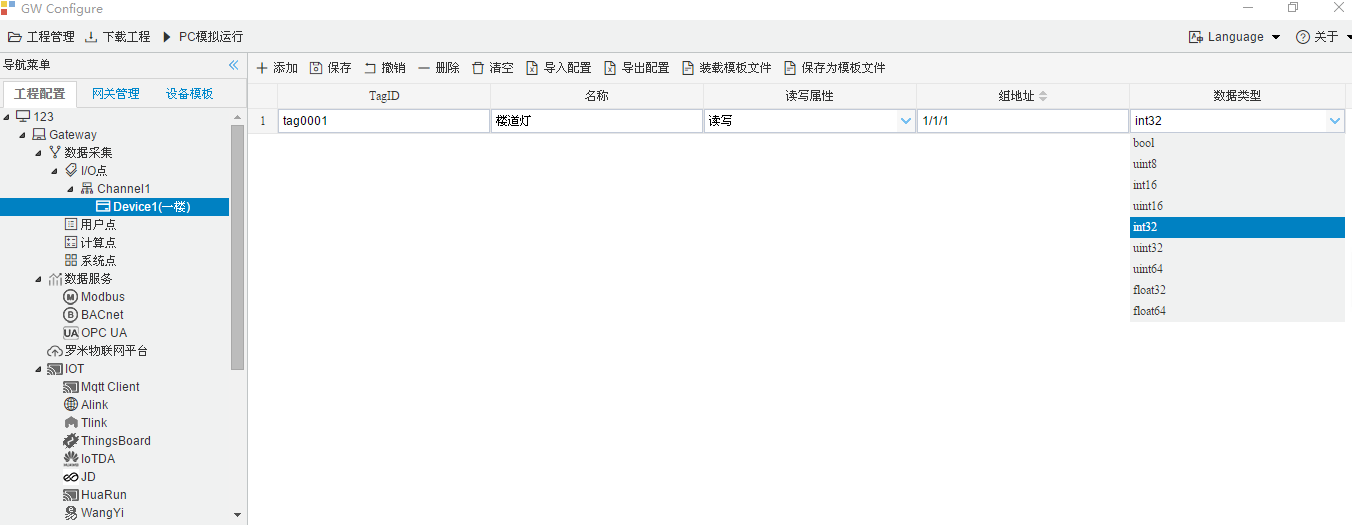 GW Configure
工程管理 下载工程 PC模拟运行 Language 关于
导航菜单
添加 保存 撤销 删除 清空 导入配置 导出配置 装载模板文件 保存为模板文件
工程配置 网关管理 设备模板
TagID 名称 读写属性 组地址 数据类型
1 tag0001 楼道灯 读写 1/1/1 int32
bool
uint8
int16
uint16
int32
uint32
uint64
float32
float64
123
Gateway
数据采集
I/O点
Channel1
Device1(一楼)
用户点
计算点
系统点
数据服务
Modbus
BACnet
UA OPC UA
罗米物联网平台
IOT
Mqtt Client
Alink
Tlink
ThingsBoard
IoTDA
JD
HuaRun
WangYi